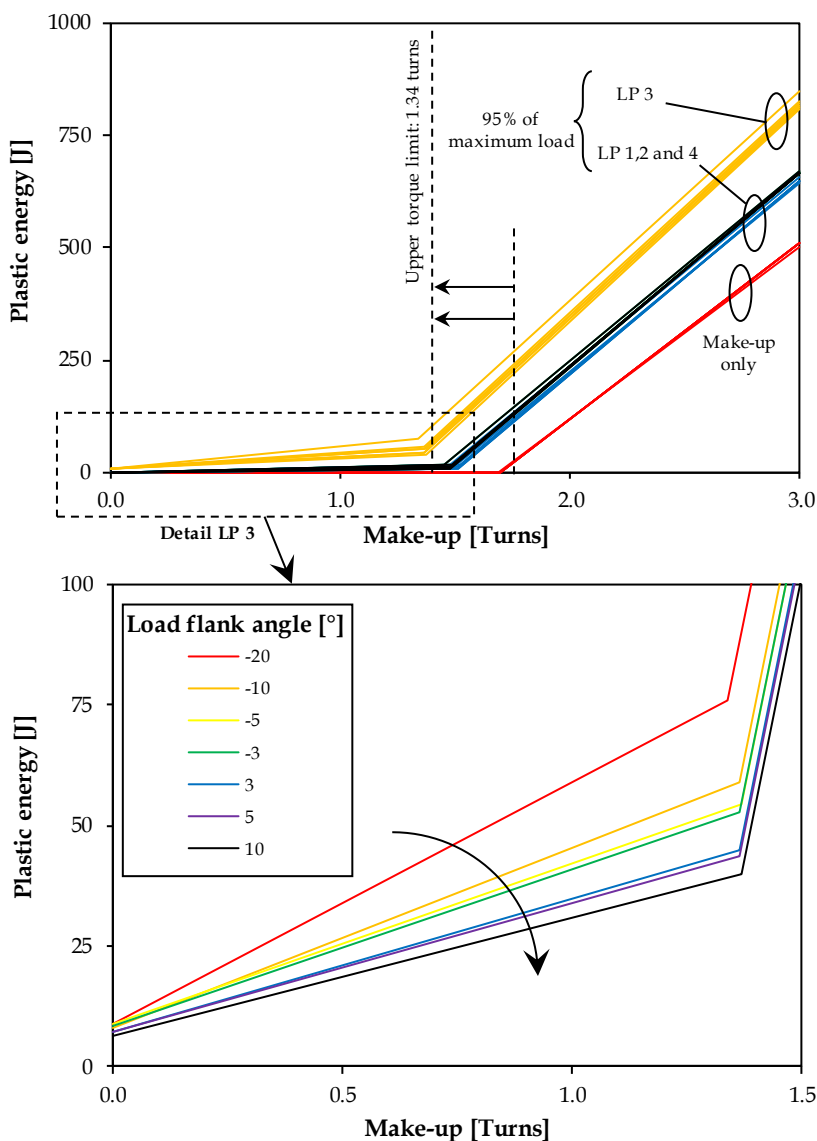 1000
750
500
250
0
Plastic energy [J]
Upper torque limit: 1.34 turns
95% of
maximum load
LP 3
LP 1,2 and 4
Make-up
only
0.0
1.0
2.0
3.0
Detail LP 3
Make-up [Turns]
100
75
50
25
0
Plastic energy [J]
Load flank angle [°]
-20
-10
-5
-3
3
5
10
0.0
0.5
1.0
1.5
Make-up [Turns]